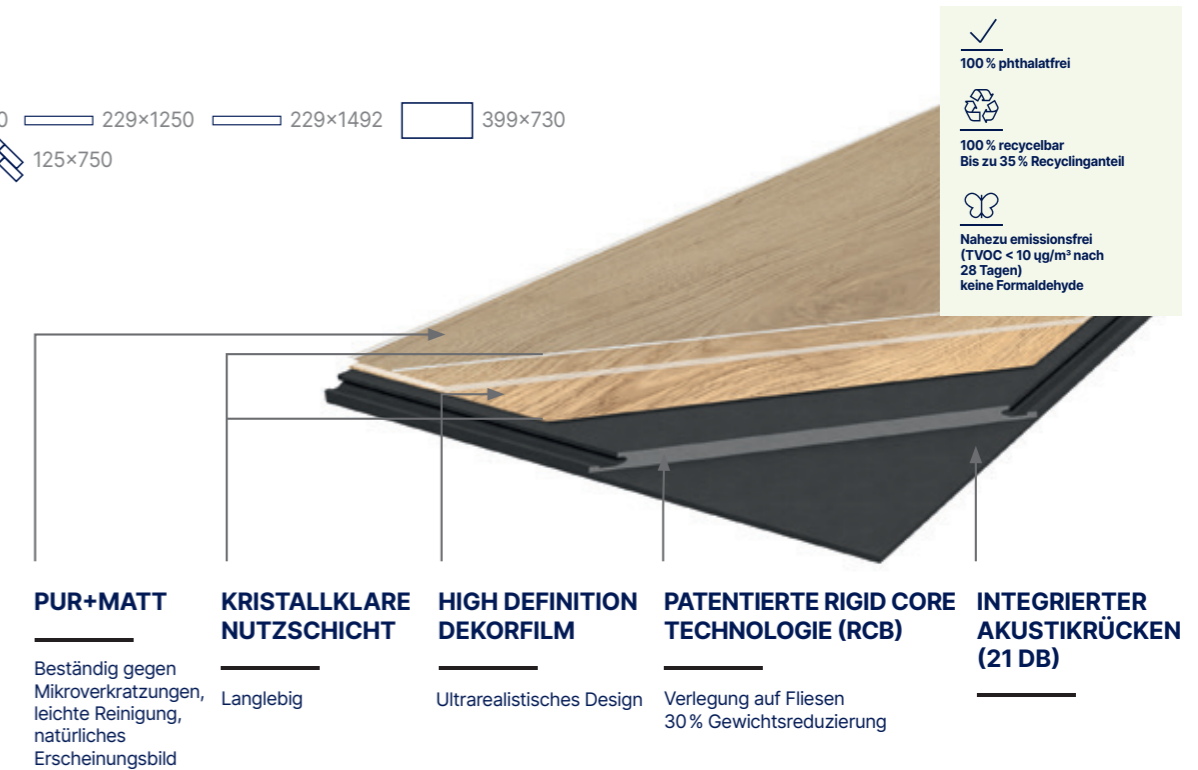 0 229×1250 229×1492 399×730
125×750
100 % phthalatfrei
100 % recycelbar
Bis zu 35 % Recyclinganteil
Nahezu emissionsfrei
(TVOC < 10 ųg/m³ nach
28 Tagen)
keine Formaldehyde
PUR+MATT
Beständig gegen
Mikroverkratzungen,
leichte Reinigung,
natürliches
Erscheinungsbild
KRISTALLKLARE
NUTZSCHICHT
Langlebig
HIGH DEFINITION
DEKORFILM
Ultrarealistisches Design
PATENTIERTE RIGID CORE
TECHNOLOGIE (RCB)
Verlegung auf Fliesen
30 % Gewichtsreduzierung
INTEGRIERTER
AKUSTIKRÜCKEN
(21 DB)